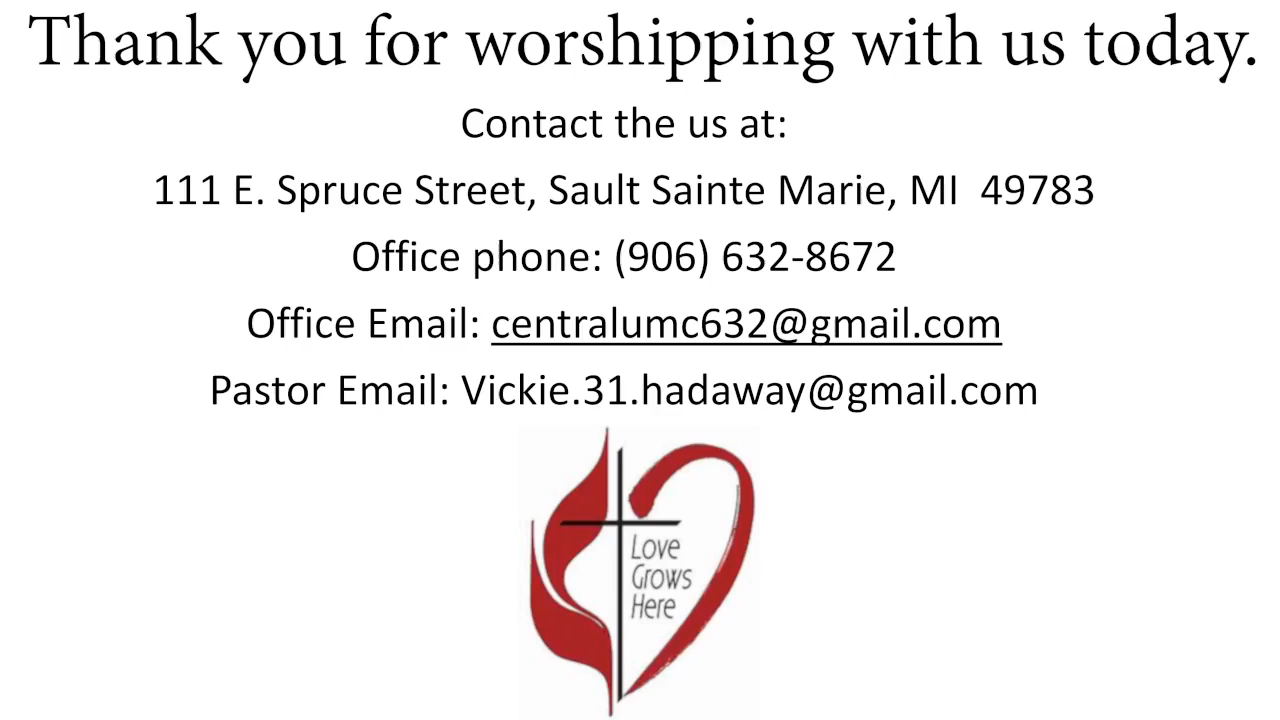 Thank you for worshipping with us today.
Contact the us at:
111 E. Spruce Street, Sault Sainte Marie, MI  49783
Office phone: (906) 632-8672
Office Email: centralumc632@gmail.com
Pastor Email: Vickie.31.hadaway@gmail.com
Love
Grows
Here